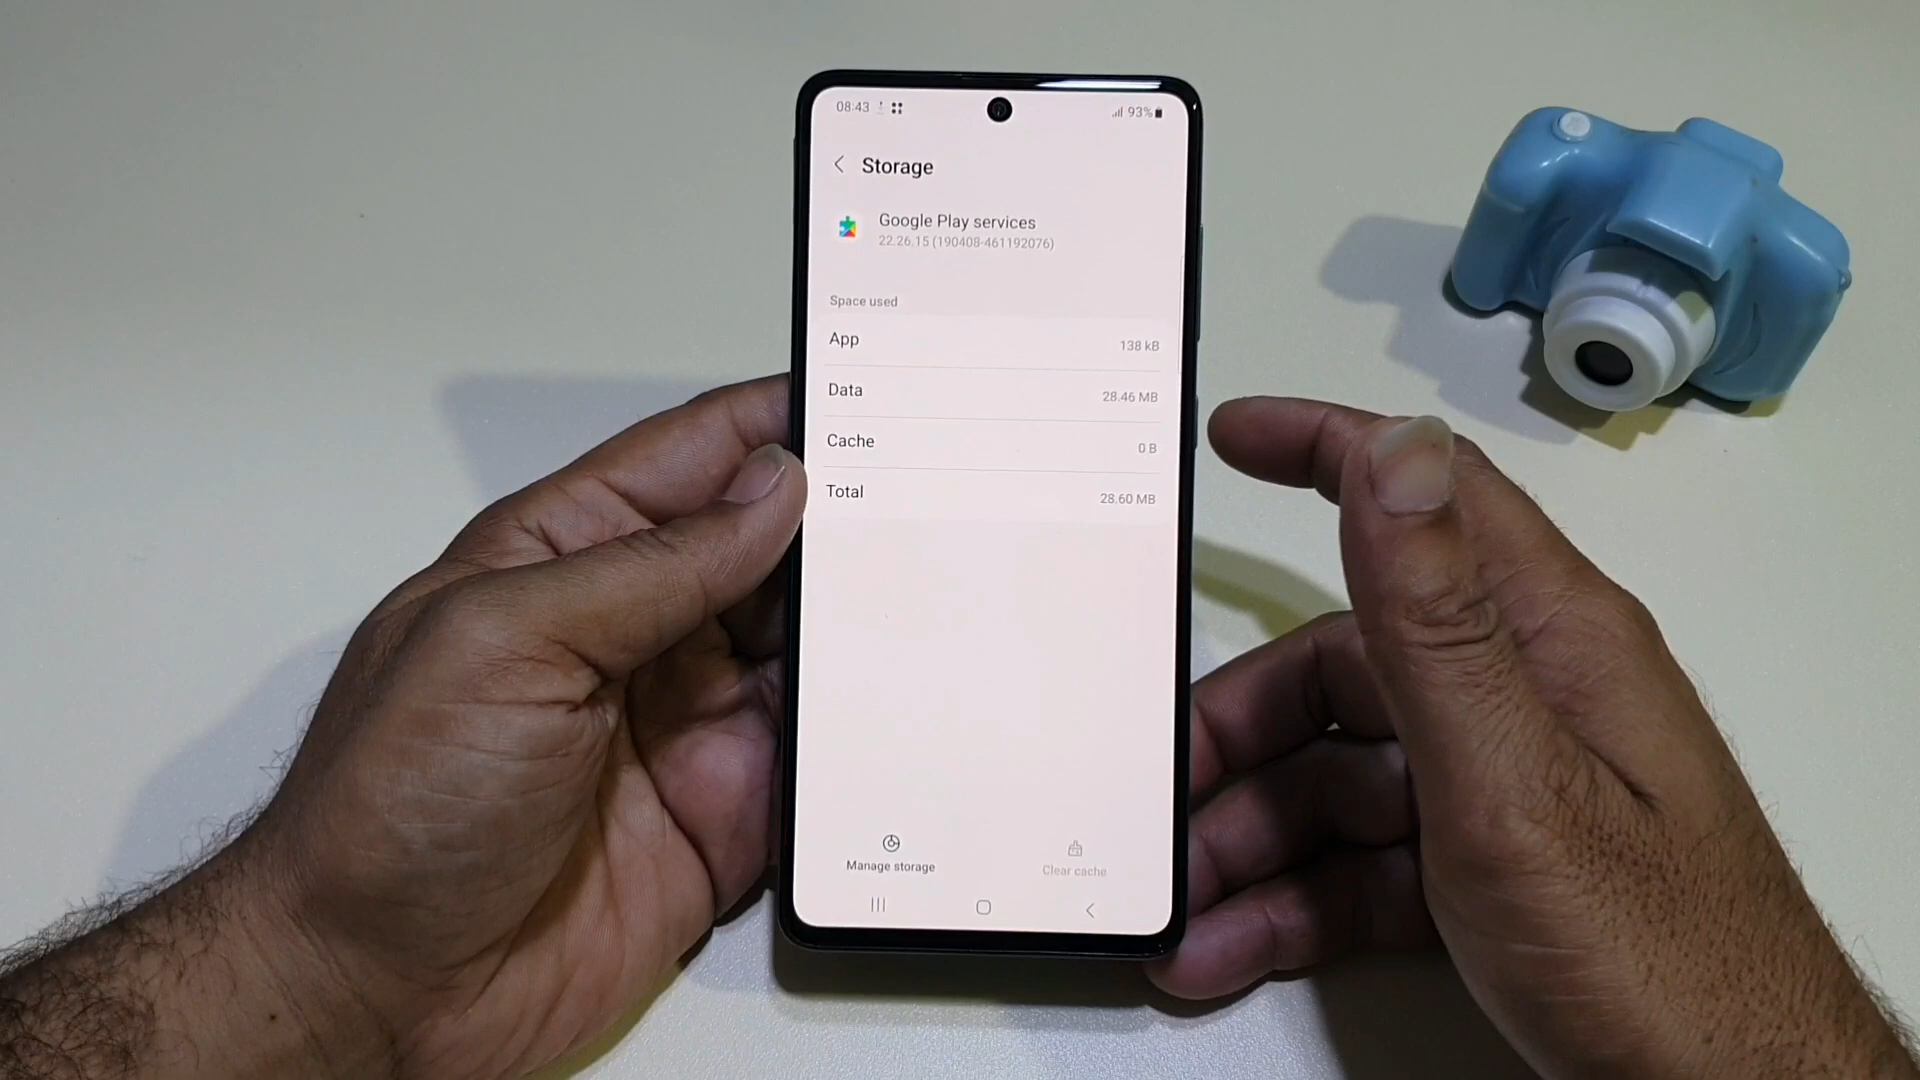 08:43
93%
Storage
Google Play services
22.26.15 (190408-461192076)
Space used
App
138 kB
Data
28.46 MB
Cache
0 B
Total
28.60 MB
Manage storage
Clear cache